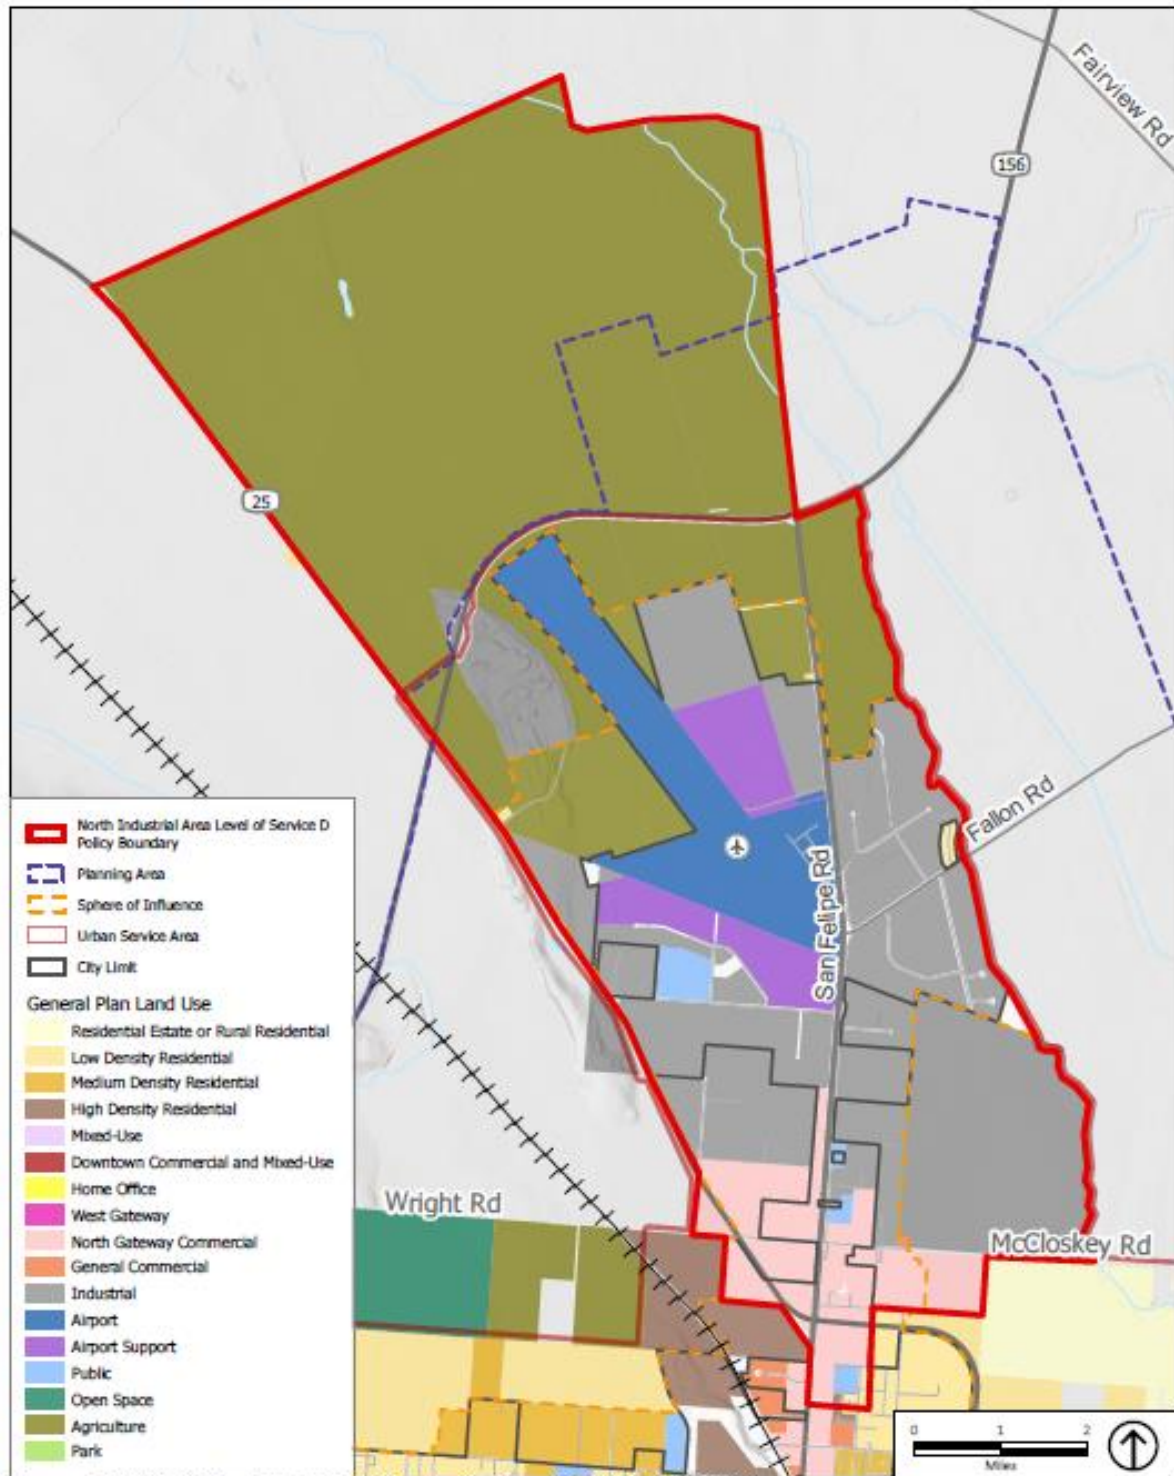 Fairview Rd
156
25
Fallon Rd
San Felipe Rd
Wright Rd
McCloskey Rd
North Industrial Area Level of Service D
Policy Boundary
Planning Area
Sphere of Influence
Urban Service Area
City Limit
General Plan Land Use
Residential Estate or Rural Residential
Low Density Residential
Medium Density Residential
High Density Residential
Mixed-Use
Downtown Commercial and Mixed-Use
Home Office
West Gateway
North Gateway Commercial
General Commercial
Industrial
Airport
Airport Support
Public
Open Space
Agriculture
Park
0 1 2
Miles